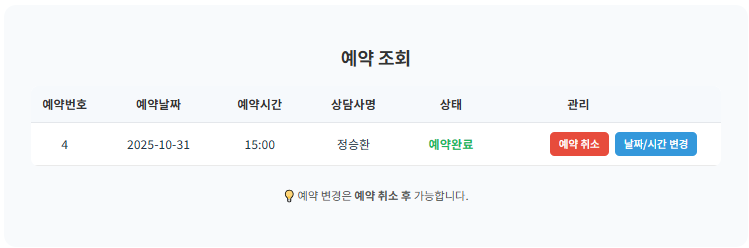 예약 조회
예약번호 예약날짜 예약시간 상담사명 상태 관리
4 2025-10-31 15:00 정승환 예약완료 예약 취소 날짜/시간 변경
💡 예약 변경은 예약 취소 후 가능합니다.